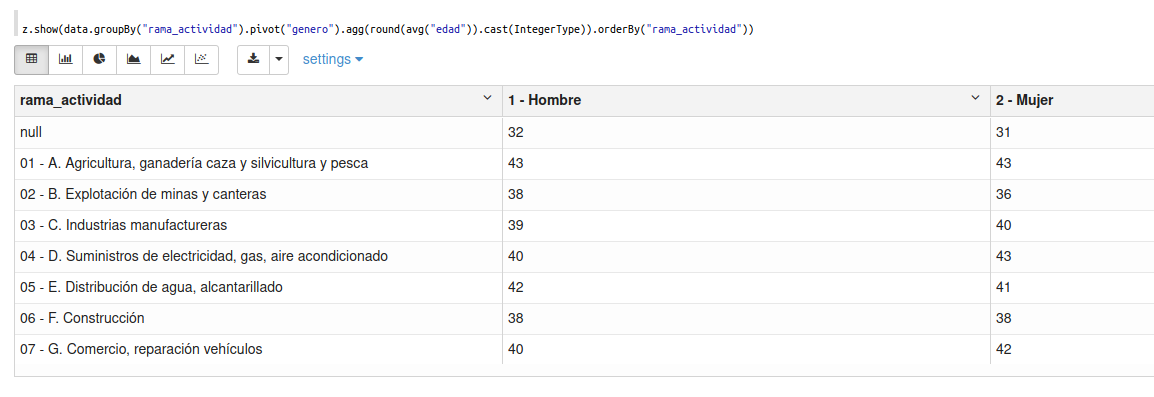 z.show(data.groupBy("rama_actividad").pivot("genero").agg(round(avg("edad")).cast(IntegerType)).orderBy("rama_actividad"))
settings
rama_actividad 1 - Hombre 2 - Mujer
null 32 31
01 - A. Agricultura, ganadería caza y silvicultura y pesca 43 43
02 - B. Explotación de minas y canteras 38 36
03 - C. Industrias manufactureras 39 40
04 - D. Suministros de electricidad, gas, aire acondicionado 40 43
05 - E. Distribución de agua, alcantarillado 42 41
06 - F. Construcción 38 38
07 - G. Comercio, reparación vehículos 40 42